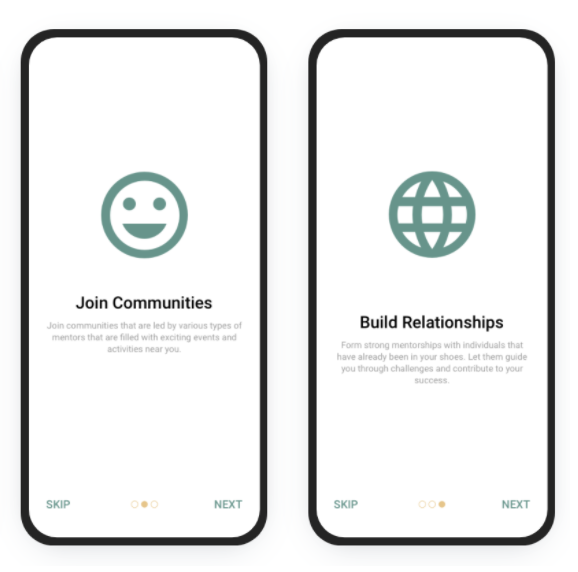 Join Communities
Join communities that are led by various types of
mentors that are filled with exciting events and
activities near you.
SKIP
NEXT
Build Relationships
Form strong mentorships with individuals that
have already been in your shoes. Let them guide
you through challenges and contribute to your
success.
SKIP
NEXT